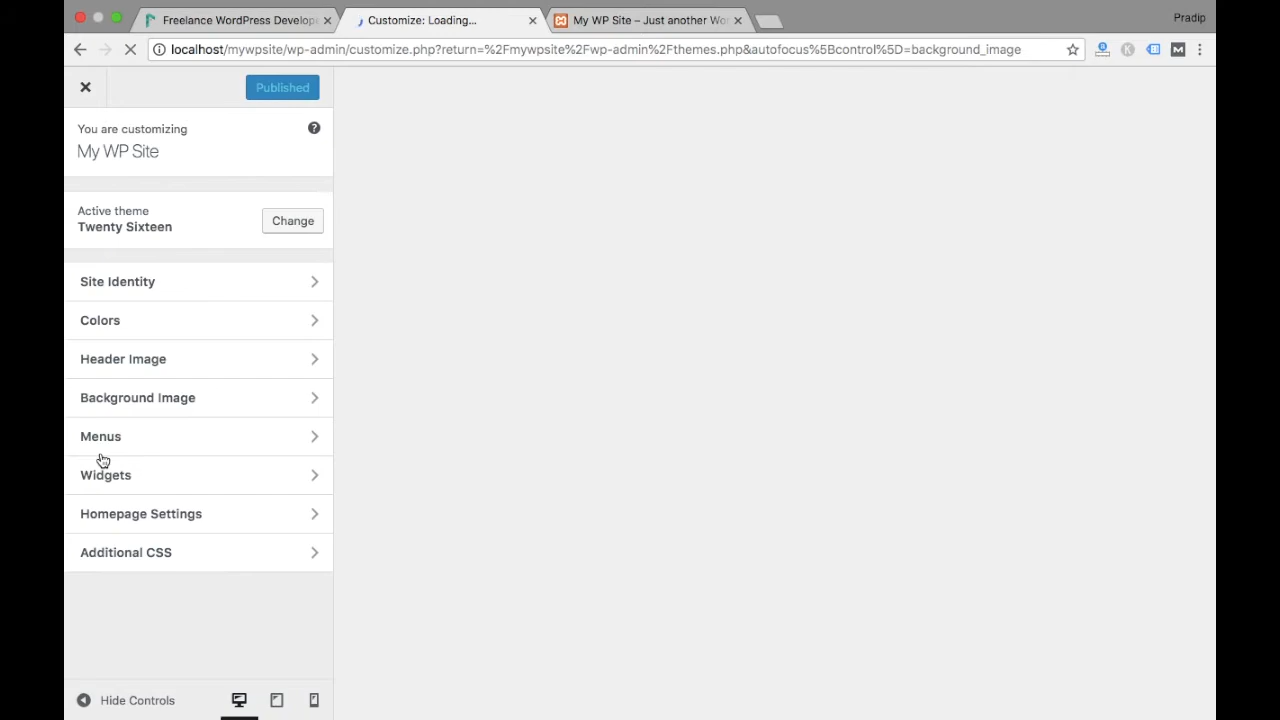 Freelance WordPress Develope
Customize: Loading...
My WP Site – Just another Wo
Pradip
localhost/mywpsite/wp-admin/customize.php?return=%2Fmywpsite%2Fwp-admin%2Fthemes.php&autofocus%5Bcontrol%5D=background_image
Published
You are customizing
My WP Site
Active theme
Twenty Sixteen
Change
Site Identity
Colors
Header Image
Background Image
Menus
Widgets
Homepage Settings
Additional CSS
Hide Controls